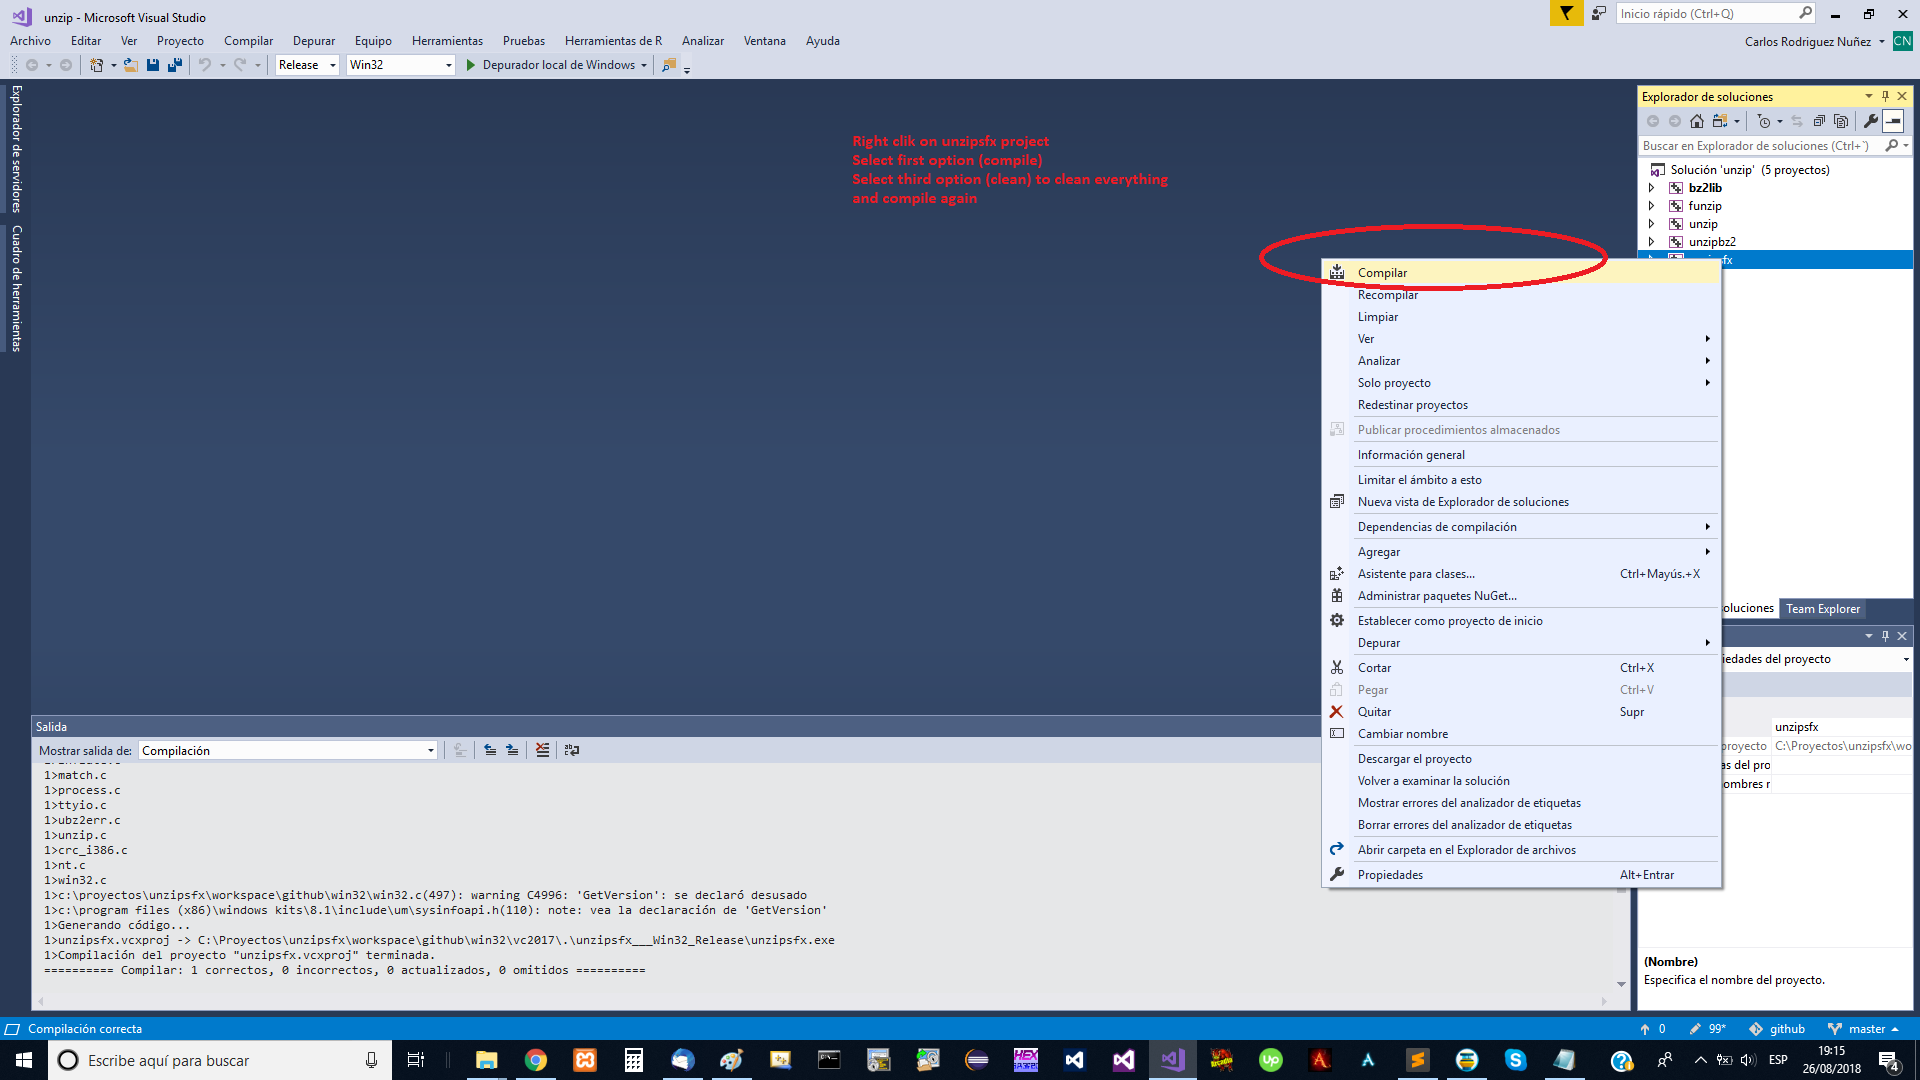 unzip - Microsoft Visual Studio
Inicio rápido (Ctrl+Q)
Archivo Editar Ver Proyecto Compilar Depurar Equipo Herramientas Pruebas Herramientas de R Analizar Ventana Ayuda
Carlos Rodriguez Nuñez CN
Release Win32 Depurador local de Windows
Explorador de servidores
Cuadro de herramientas
Right clik on unzipsfx project
Select first option (compile)
Select third option (clean) to clean everything
and compile again
Explorador de soluciones
Buscar en Explorador de soluciones (Ctrl+`)
Solución 'unzip' (5 proyectos)
bz2lib
funzip
unzip
unzipbz2
sfx
Compilar
Recompilar
Limpiar
Ver
Analizar
Solo proyecto
Redestinar proyectos
Publicar procedimientos almacenados
Información general
Limitar el ámbito a esto
Nueva vista de Explorador de soluciones
Dependencias de compilación
Agregar
Asistente para clases... Ctrl+Mayús.+X
Administrar paquetes NuGet...
Establecer como proyecto de inicio
Depurar
Cortar Ctrl+X
Pegar Ctrl+V
Quitar Supr
Cambiar nombre
Descargar el proyecto
Volver a examinar la solución
Mostrar errores del analizador de etiquetas
Borrar errores del analizador de etiquetas
Abrir carpeta en el Explorador de archivos
Propiedades Alt+Entrar
oluciones Team Explorer
iedades del proyecto
unzipsfx
proyecto C:\Proyectos\unzipsfx\wo
as del pro
ombres r
(Nombre)
Especifica el nombre del proyecto.
Salida
Mostrar salida de: Compilación
1>match.c
1>process.c
1>ttyio.c
1>ubz2err.c
1>unzip.c
1>crc_i386.c
1>nt.c
1>win32.c
1>c:\proyectos\unzipsfx\workspace\github\win32\win32.c(497): warning C4996: 'GetVersion': se declaró desusado
1>c:\program files (x86)\windows kits\8.1\include\um\sysinfoapi.h(110): note: vea la declaración de 'GetVersion'
1>Generando código...
1>unzipsfx.vcxproj -> C:\Proyectos\unzipsfx\workspace\github\win32\vc2017\.\unzipsfx___Win32_Release\unzipsfx.exe
1>Compilación del proyecto "unzipsfx.vcxproj" terminada.
========== Compilar: 1 correctos, 0 incorrectos, 0 actualizados, 0 omitidos ==========
Compilación correcta
0 99* github master
Escribe aquí para buscar
HEX
up
ESP
19:15
26/08/2018
4